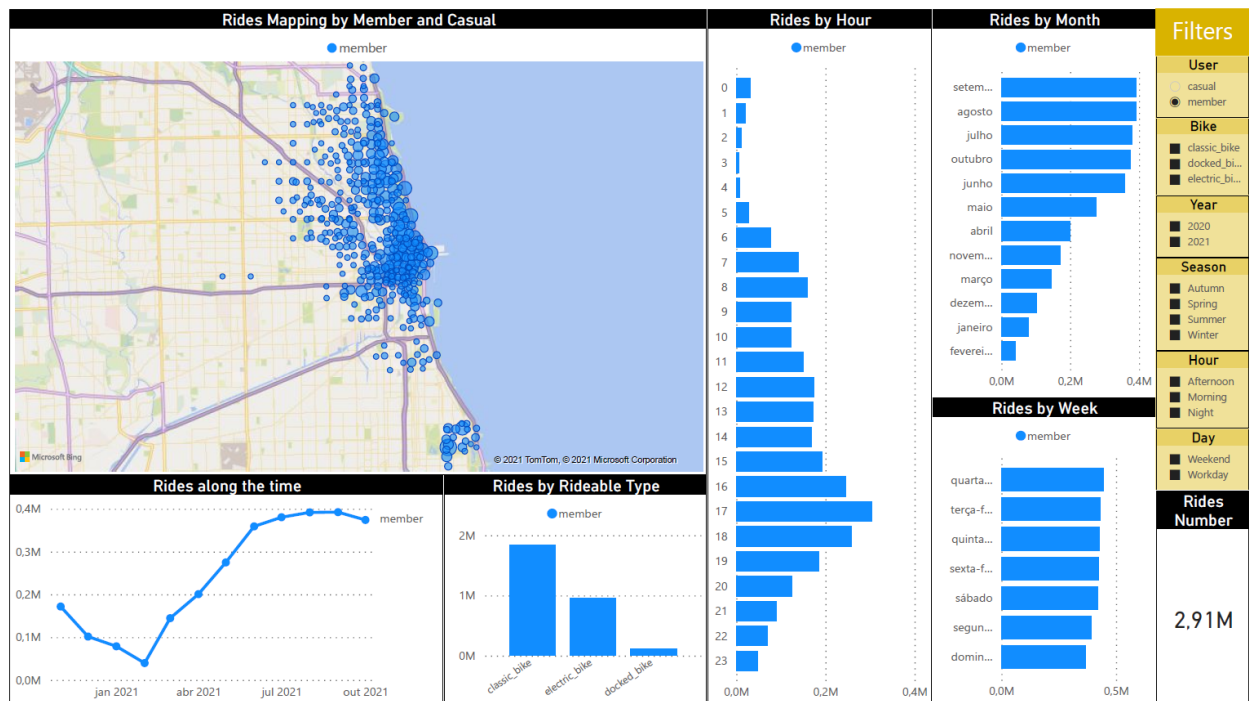 Rides Mapping by Member and Casual
member
Microsoft Bing
© 2021 TomTom, © 2021 Microsoft Corporation
Rides along the time
0,4M
0,3M
0,2M
0,1M
0,0M
jan 2021
abr 2021
jul 2021
out 2021
member
Rides by Rideable Type
member
2M
1M
0M
classic_bike
electric_bike
docked_bike
Rides by Hour
member
0
1
2
3
4
5
6
7
8
9
10
11
12
13
14
15
16
17
18
19
20
21
22
23
0,0M
0,2M
0,4M
Rides by Month
member
setem...
agosto
julho
outubro
junho
maio
abril
novem...
março
dezem...
janeiro
feverei...
0,0M
0,2M
0,4M
Rides by Week
member
quarta...
terça-f...
quinta...
sexta-f...
sábado
segun...
domin...
0,0M
0,5M
Filters
User
casual
member
Bike
classic_bike
docked_bi...
electric_bi...
Year
2020
2021
Season
Autumn
Spring
Summer
Winter
Hour
Afternoon
Morning
Night
Day
Weekend
Workday
Rides
Number
2,91M